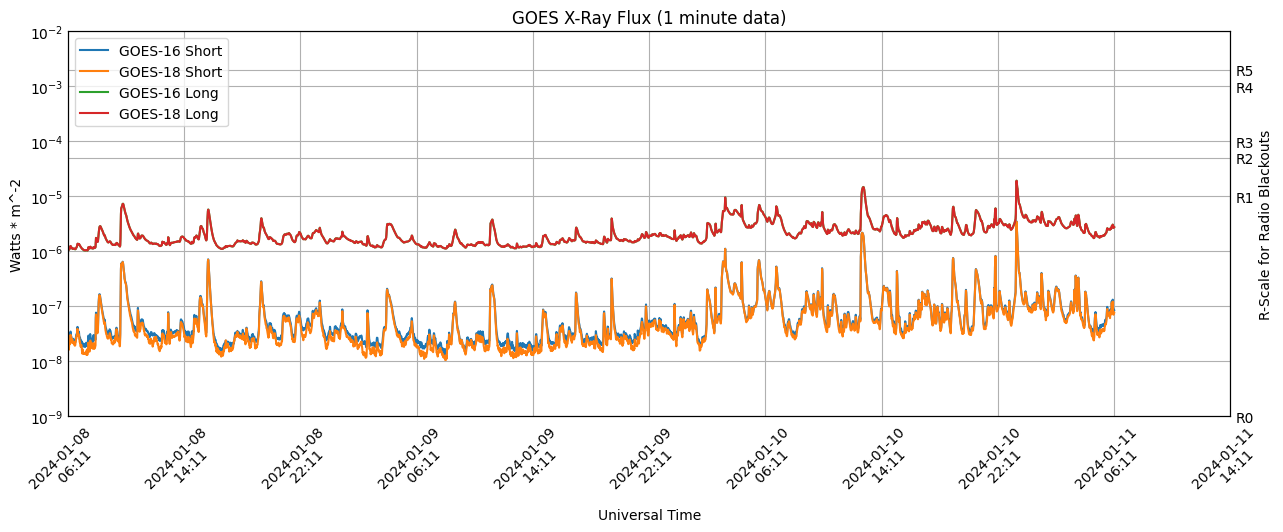 GOES X-Ray Flux (1 minute data)
GOES-16 Short
GOES-18 Short
GOES-16 Long
GOES-18 Long
10⁻²
10⁻³
10⁻⁴
10⁻⁵
10⁻⁶
10⁻⁷
10⁻⁸
10⁻⁹
Watts * m^-2
R5
R4
R3
R2
R1
R0
R-Scale for Radio Blackouts
2024-01-08
06:11
2024-01-08
14:11
2024-01-08
22:11
2024-01-09
06:11
2024-01-09
14:11
2024-01-09
22:11
2024-01-10
06:11
2024-01-10
14:11
2024-01-10
22:11
2024-01-11
06:11
2024-01-11
14:11
Universal Time